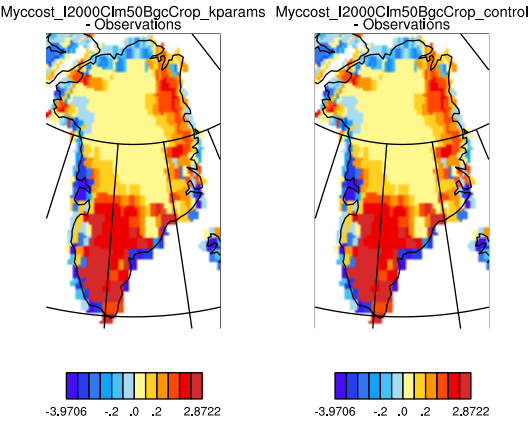 Myccost_I2000Clm50BgcCrop_kparams
- Observations
Myccost_I2000Clm50BgcCrop_control
- Observations
-3.9706 -.2 .0 .2 2.8722
-3.9706 -.2 .0 .2 2.8722